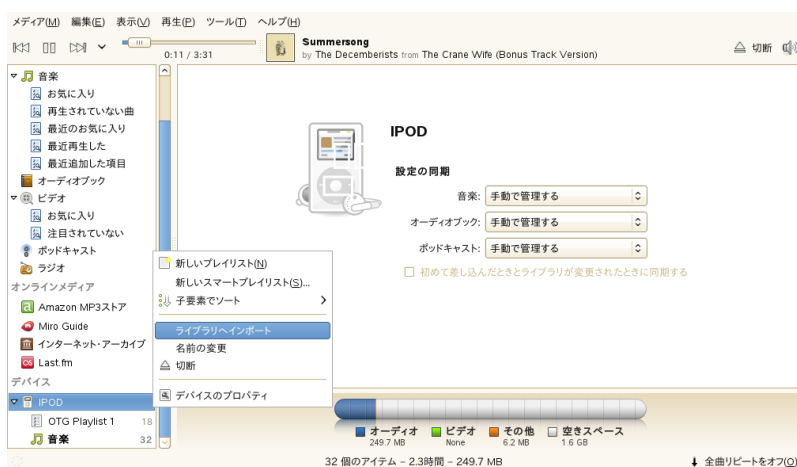 メディア(M) 編集(E) 表示(V) 再生(P) ツール(T) ヘルプ(H)
0:11 / 3:31
Summersong
by The Decemberists from The Crane Wife (Bonus Track Version)
切断
音楽
お気に入り
再生されていない曲
最近のお気に入り
最近再生した
最近追加した項目
オーディオブック
ビデオ
お気に入り
注目されていない
ポッドキャスト
ラジオ
オンラインメディア
Amazon MP3ストア
Miro Guide
インターネット・アーカイブ
Last.fm
デバイス
IPOD
OTG Playlist 1 18
音楽 32
新しいプレイリスト(N)
新しいスマートプレイリスト(S)...
子要素でソート
ライブラリへインポート
名前の変更
切断
デバイスのプロパティ
IPOD
設定の同期
音楽: 手動で管理する
オーディオブック: 手動で管理する
ポッドキャスト: 手動で管理する
初めて差し込んだときとライブラリが変更されたときに同期する
オーディオ ビデオ その他 空きスペース
249.7 MB None 6.2 MB 1.6 GB
32 個のアイテム – 2.3時間 – 249.7 MB
全曲リピートをオフ(O)